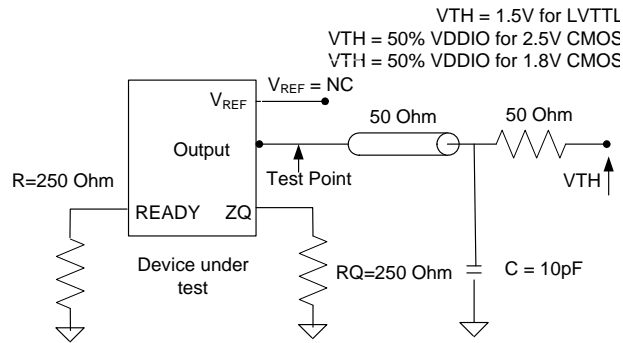 VTH = 1.5V for LVTTL
VTH = 50% VDDIO for 2.5V CMOS
VTH = 50% VDDIO for 1.8V CMOS
VREF = NC
VREF
50 Ohm
50 Ohm
Output
Test Point
VTH
R=250 Ohm
READY
ZQ
Device under
test
RQ=250 Ohm
C = 10pF